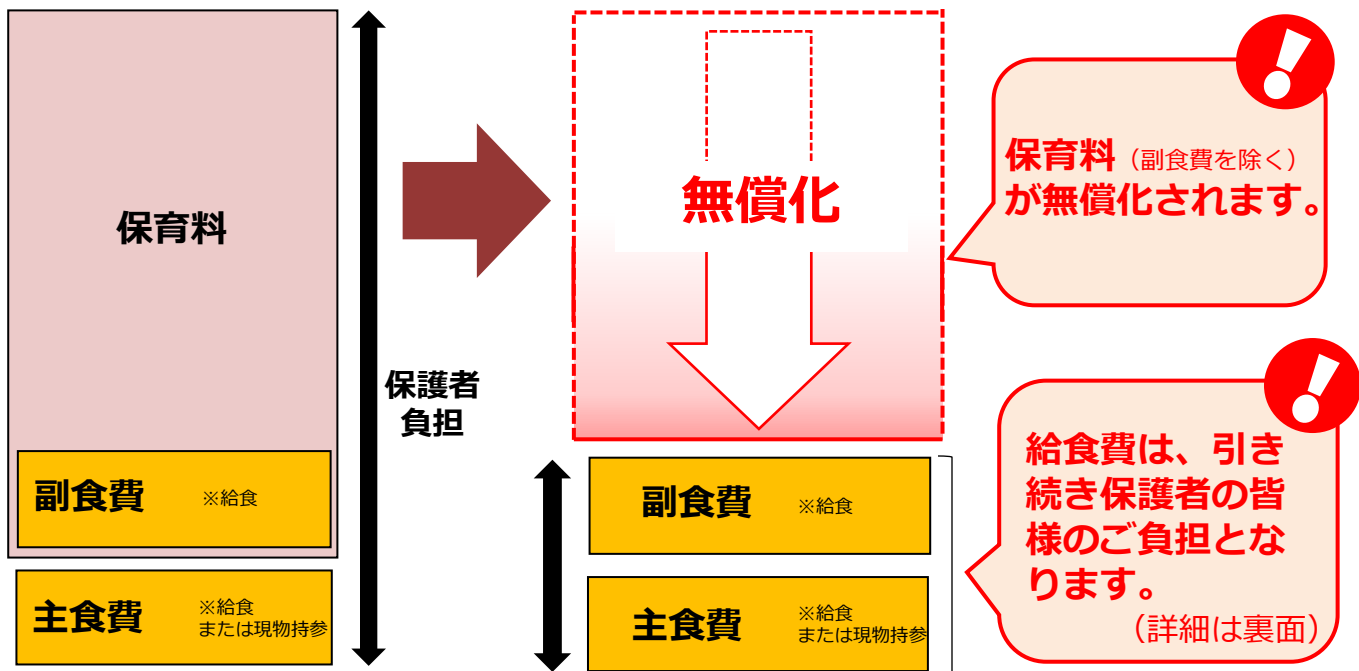 保育料
副食費 ※給食
主食費 ※給食
または現物持参
保護者
負担
無償化
副食費 ※給食
主食費 ※給食
または現物持参
保育料（副食費を除く）
が無償化されます。
給食費は、引き
続き保護者の皆
様のご負担とな
ります。
（詳細は裏面）